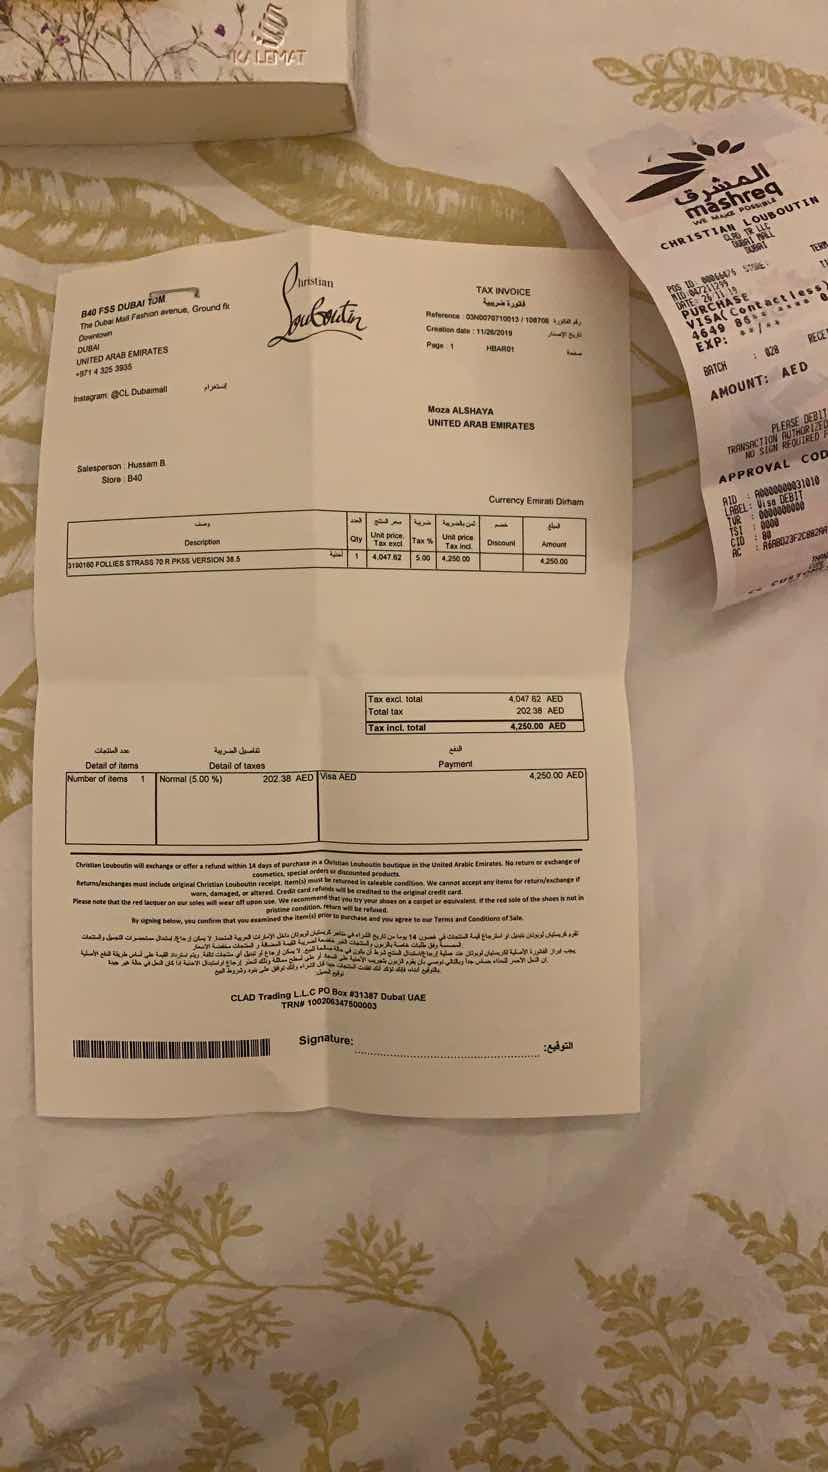 KALEMAT
B40 FSS DUBAI TOM
The Dubai Mall Fashion avenue, Ground flr
Downtown
DUBAI
UNITED ARAB EMIRATES
+971 4 325 3935
Instagram: @CL Dubaimall
إنستغرام
Christian
Louboutin
TAX INVOICE
فاتورة ضريبية
Reference : 03N0070710013 / 108708 رقم الفاتورة
Creation date : 11/26/2019 تاريخ الإصدار
Page : 1 HBAR01 صفحة
Moza ALSHAYA
UNITED ARAB EMIRATES
Salesperson : Hussam B.
Store : B40
Currency Emirati Dirham
وصف العدد سعر المنتج ضريبة ثمن بالضريبة خصم المبلغ
Description Qty Unit price. Tax excl. Tax % Unit price Tax incl. Discount Amount
3190160 FOLLIES STRASS 70 R PK5S VERSION 38.5 أحذية 1 4,047.62 5.00 4,250.00 4,250.00
Tax excl. total 4,047.62 AED
Total tax 202.38 AED
Tax incl. total 4,250.00 AED
عدد المنتجات تفاصيل الضريبة الدفع
Detail of items Detail of taxes Payment
Number of items 1 Normal (5.00 %) 202.38 AED Visa AED 4,250.00 AED
Christian Louboutin will exchange or offer a refund within 14 days of purchase in a Christian Louboutin boutique in the United Arabic Emirates. No return or exchange of
cosmetics, special orders or discounted products.
Returns/exchanges must include original Christian Louboutin receipt. Item(s) must be returned in saleable condition. We cannot accept any items for return/exchange if
worn, damaged, or altered. Credit card refunds will be credited to the original credit card.
Please note that the red lacquer on our soles will wear off upon use. We recommend that you try your shoes on a carpet or equivalent. If the red sole of the shoes is not in
pristine condition, return will be refused.
By signing below, you confirm that you examined the item(s) prior to purchase and you agree to our Terms and Conditions of Sale.
CLAD Trading L.L.C PO Box #31387 Dubai UAE
TRN# 100206347500003
Signature: التوقيع:
المشرق
mashreq
WE MAKE POSSIBLE
CHRISTIAN LOUBOUTIN
CLAD TR LLC
DUBAI MALL
DUBAI
POS ID: STORE:
DATE: 26/11/19
PURCHASE
VISA(Contactless)
4649 86** ****
EXP: **/**
BATCH : 028
AMOUNT: AED
PLEASE DEBIT
TRANSACTION AUTHORIZED
NO SIGN REQUIRED
APPROVAL COD
AID : A0000000031010
LABEL: Visa DEBIT
TVR : 0000000000
TSI : 0000
CID : 80